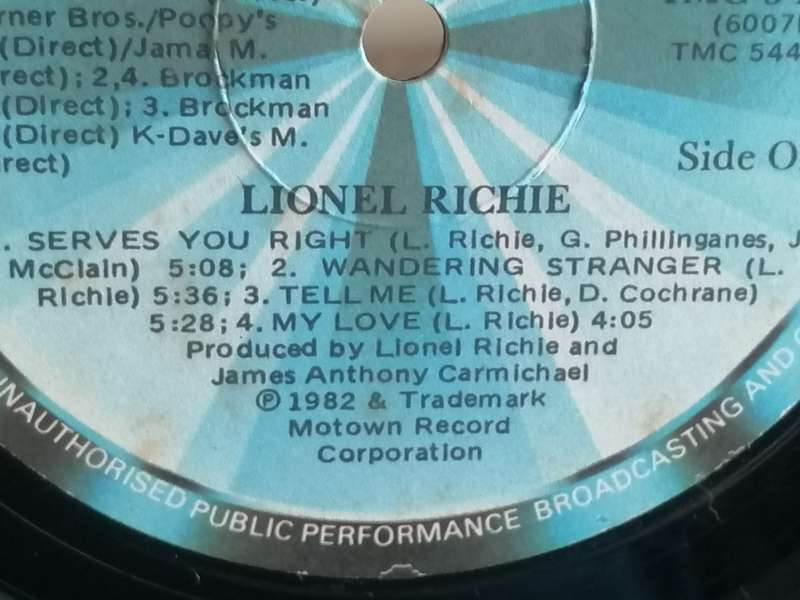 rner Bros./Poppy's
(Direct)/Jama M.
rect); 2,4. Brockman
(Direct); 3. Brockman
(Direct) K-Dave's M.
rect)
(6007
TMC 544
Side O
LIONEL RICHIE
. SERVES YOU RIGHT (L. Richie, G. Phillinganes, J
McClain) 5:08; 2. WANDERING STRANGER (L.
Richie) 5:36; 3. TELL ME (L. Richie, D. Cochrane)
5:28; 4. MY LOVE (L. Richie) 4:05
Produced by Lionel Richie and
James Anthony Carmichael
Ⓟ 1982 & Trademark
Motown Record
Corporation
UNAUTHORISED PUBLIC PERFORMANCE BROADCASTING AND